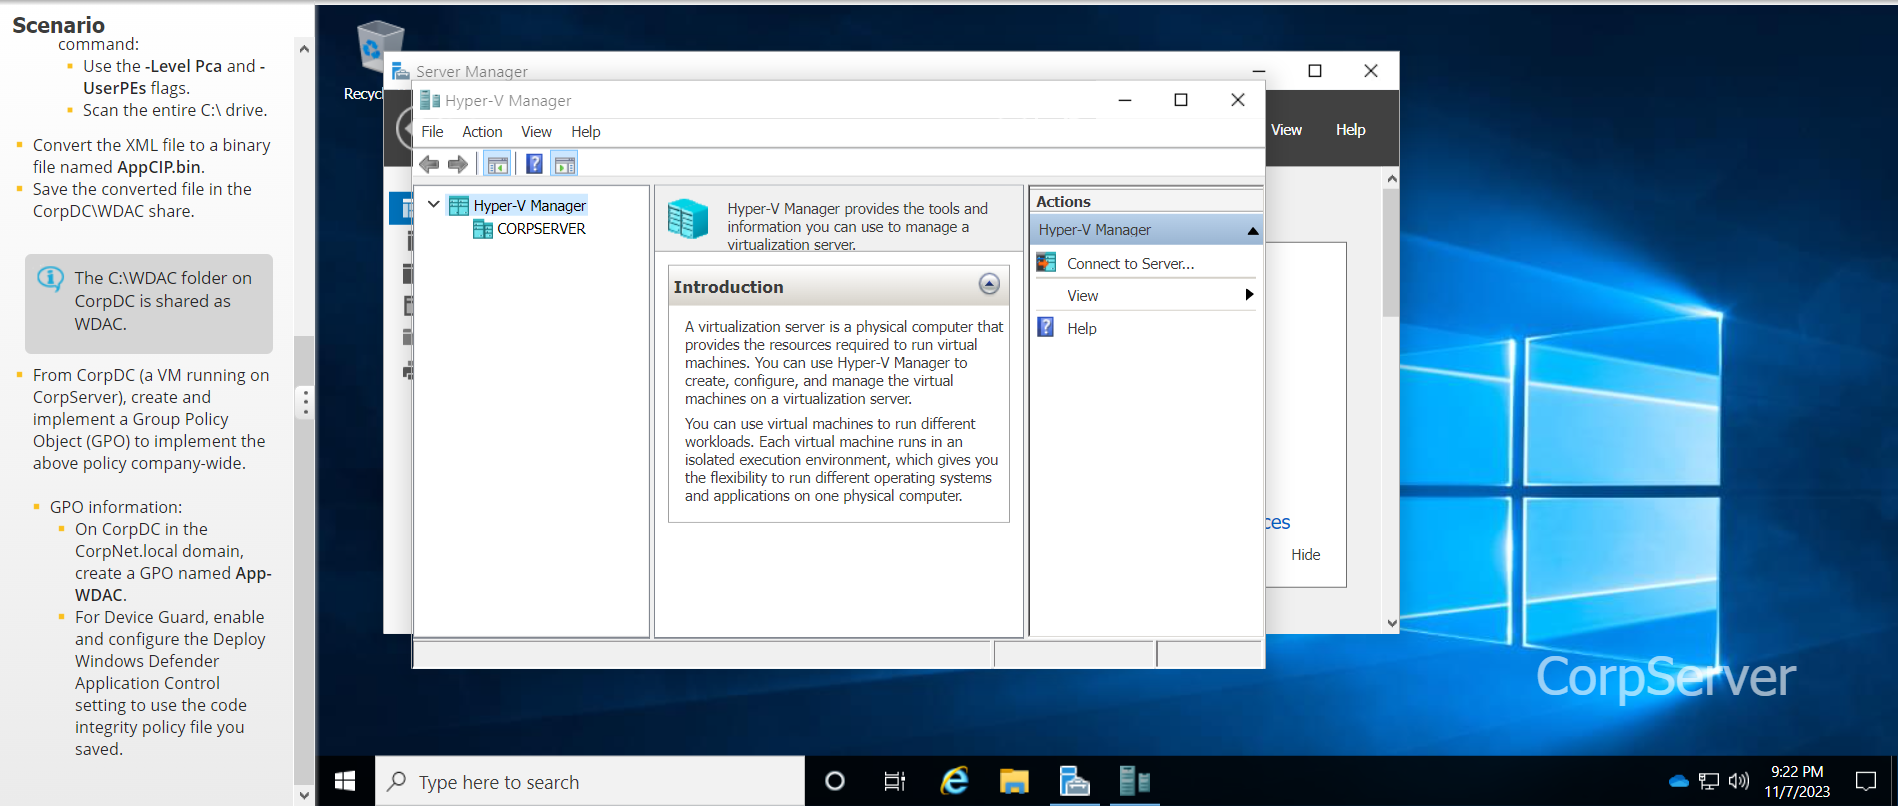 Scenario
command:
Use the -Level Pca and -
UserPEs flags.
Scan the entire C:\ drive.
Convert the XML file to a binary
file named AppCIP.bin.
Save the converted file in the
CorpDC\WDAC share.
The C:\WDAC folder on
CorpDC is shared as
WDAC.
From CorpDC (a VM running on
CorpServer), create and
implement a Group Policy
Object (GPO) to implement the
above policy company-wide.
GPO information:
On CorpDC in the
CorpNet.local domain,
create a GPO named App-
WDAC.
For Device Guard, enable
and configure the Deploy
Windows Defender
Application Control
setting to use the code
integrity policy file you
saved.
Server Manager
View Help
Hide
Hyper-V Manager
File Action View Help
Hyper-V Manager
CORPSERVER
Hyper-V Manager provides the tools and
information you can use to manage a
virtualization server.
Introduction
A virtualization server is a physical computer that
provides the resources required to run virtual
machines. You can use Hyper-V Manager to
create, configure, and manage the virtual
machines on a virtualization server.
You can use virtual machines to run different
workloads. Each virtual machine runs in an
isolated execution environment, which gives you
the flexibility to run different operating systems
and applications on one physical computer.
Actions
Hyper-V Manager
Connect to Server...
View
Help
CorpServer
Type here to search
9:22 PM
11/7/2023